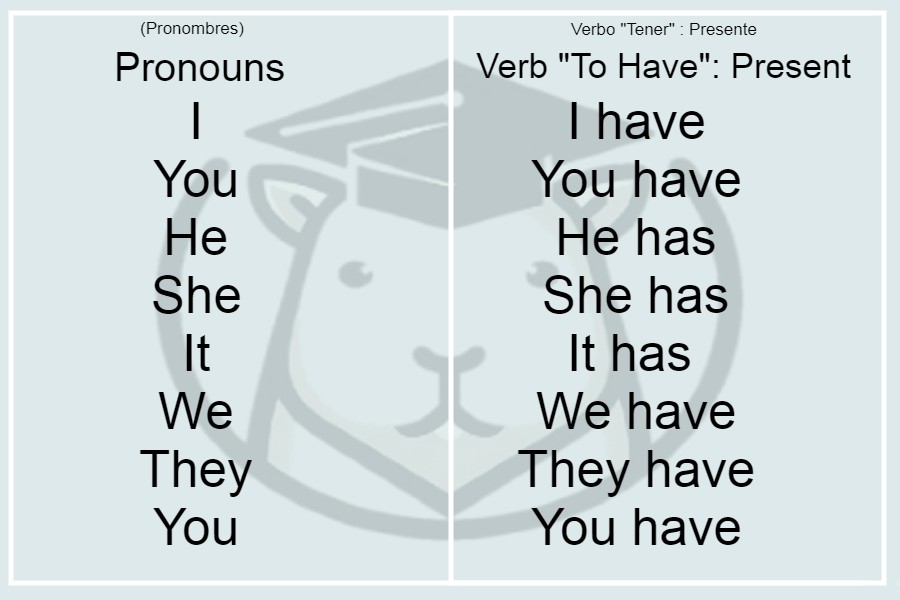 (Pronombres)
Pronouns
I
You
He
She
It
We
They
You
Verbo "Tener" : Presente
Verb "To Have": Present
I have
You have
He has
She has
It has
We have
They have
You have